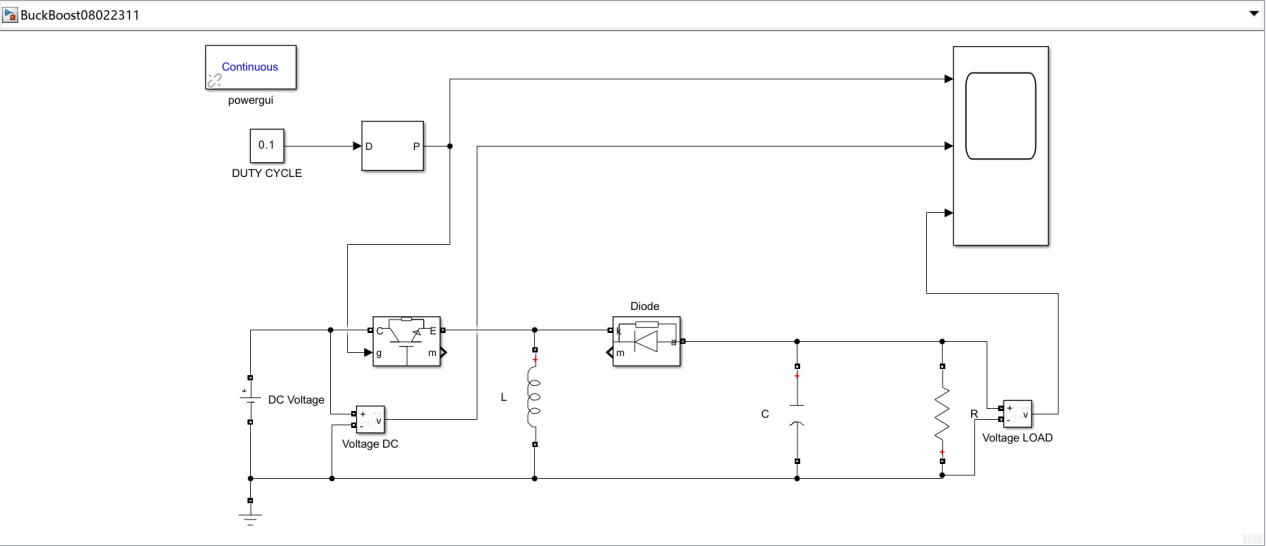 BuckBoost08022311
Continuous
powergui
0.1
DUTY CYCLE
D P
Diode
C E
g m
k a
m
+
DC Voltage
+
-
v
Voltage DC
+
L
+
C
R
+
+
-
v
Voltage LOAD